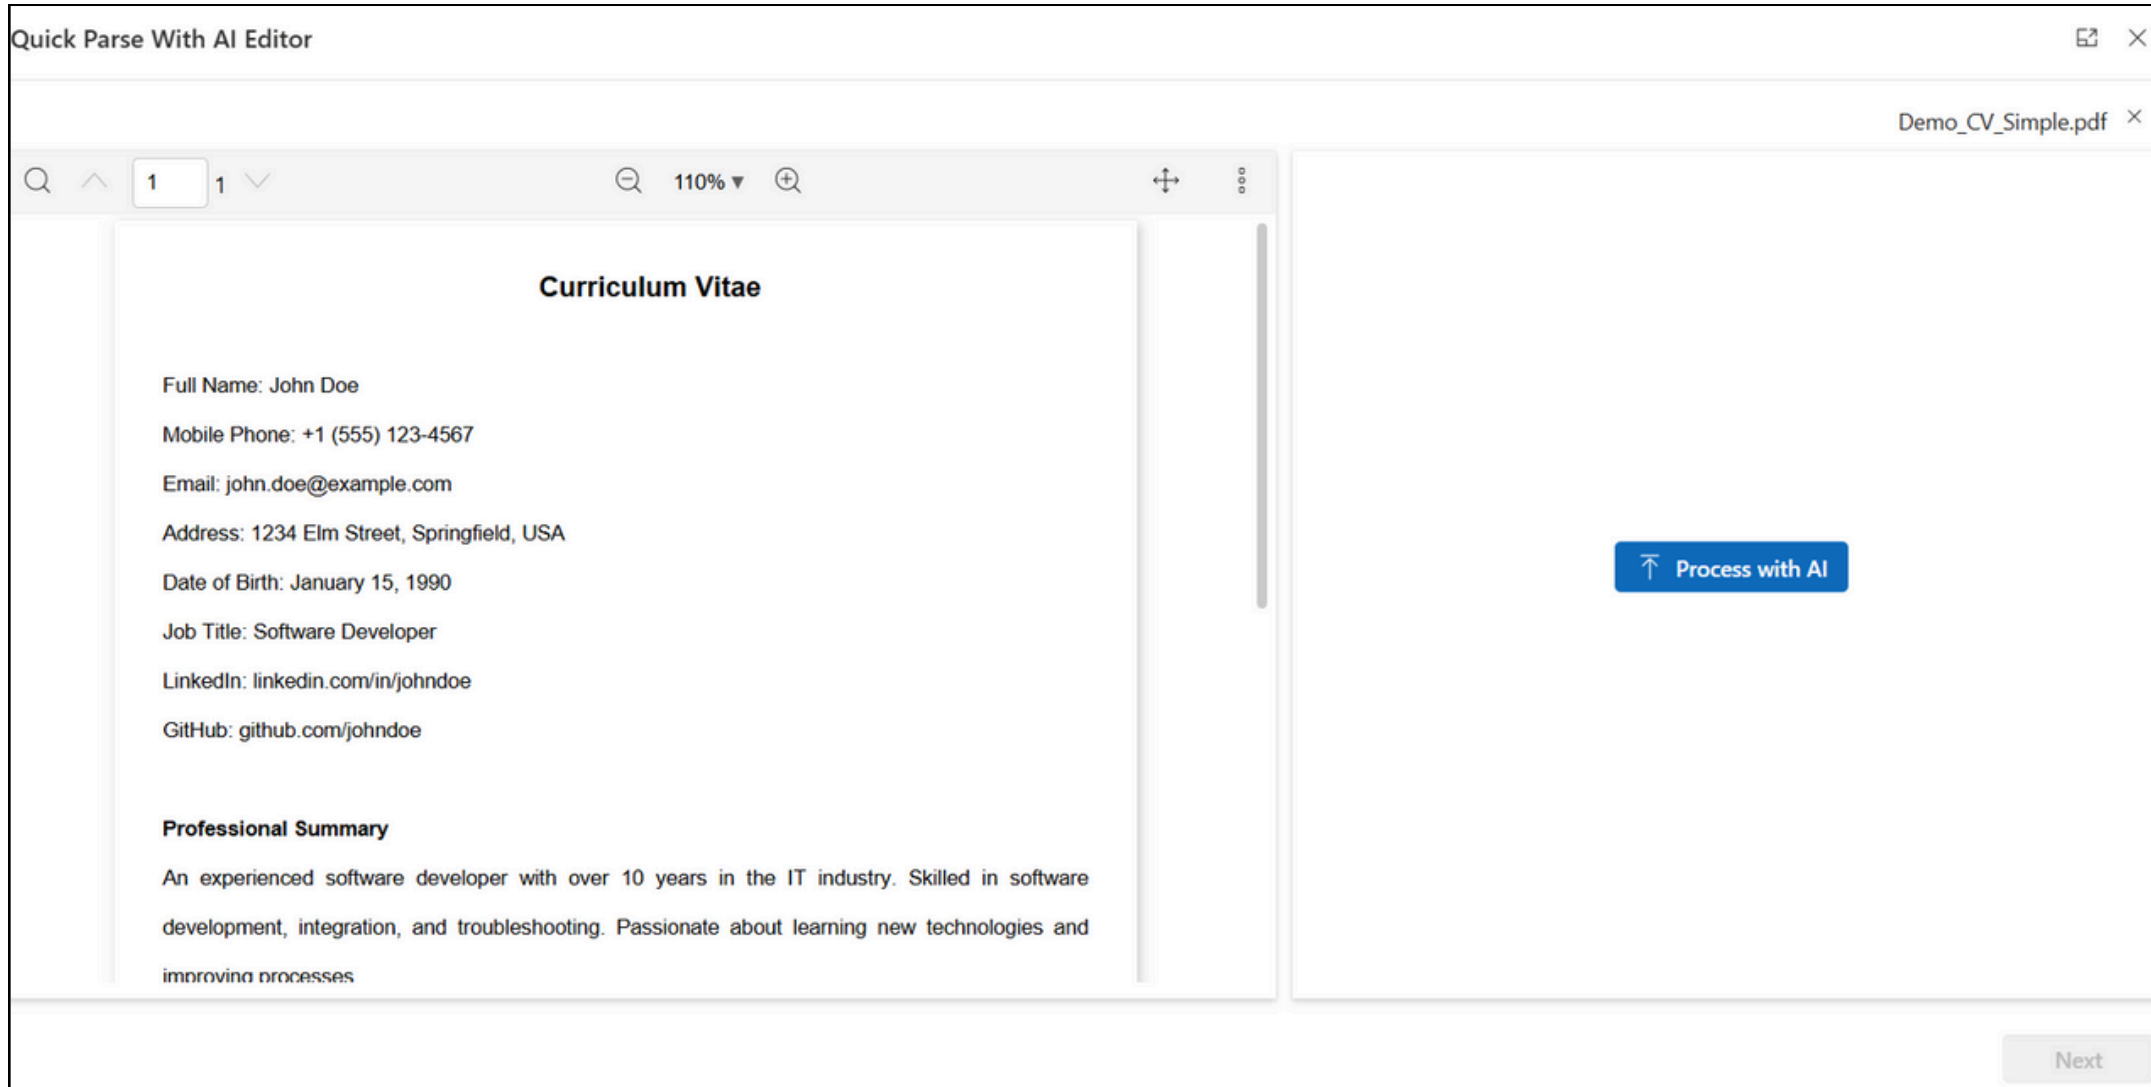 Quick Parse With AI Editor
Demo_CV_Simple.pdf
1 1 110%
Curriculum Vitae
Full Name: John Doe
Mobile Phone: +1 (555) 123-4567
Email: john.doe@example.com
Address: 1234 Elm Street, Springfield, USA
Date of Birth: January 15, 1990
Job Title: Software Developer
LinkedIn: linkedin.com/in/johndoe
GitHub: github.com/johndoe
Professional Summary
An experienced software developer with over 10 years in the IT industry. Skilled in software
development, integration, and troubleshooting. Passionate about learning new technologies and
improving processes
Process with AI
Next